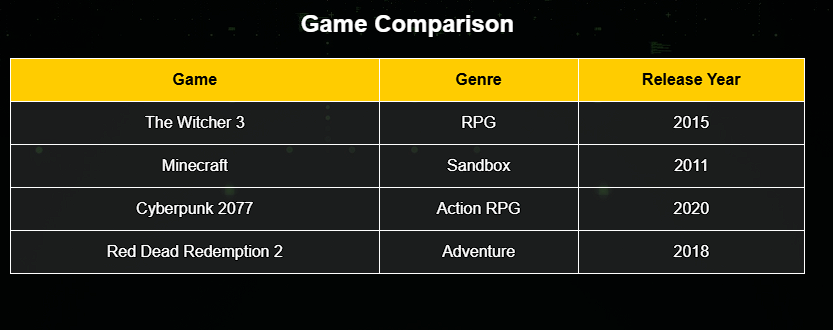 Game Comparison
Game Genre Release Year
The Witcher 3 RPG 2015
Minecraft Sandbox 2011
Cyberpunk 2077 Action RPG 2020
Red Dead Redemption 2 Adventure 2018